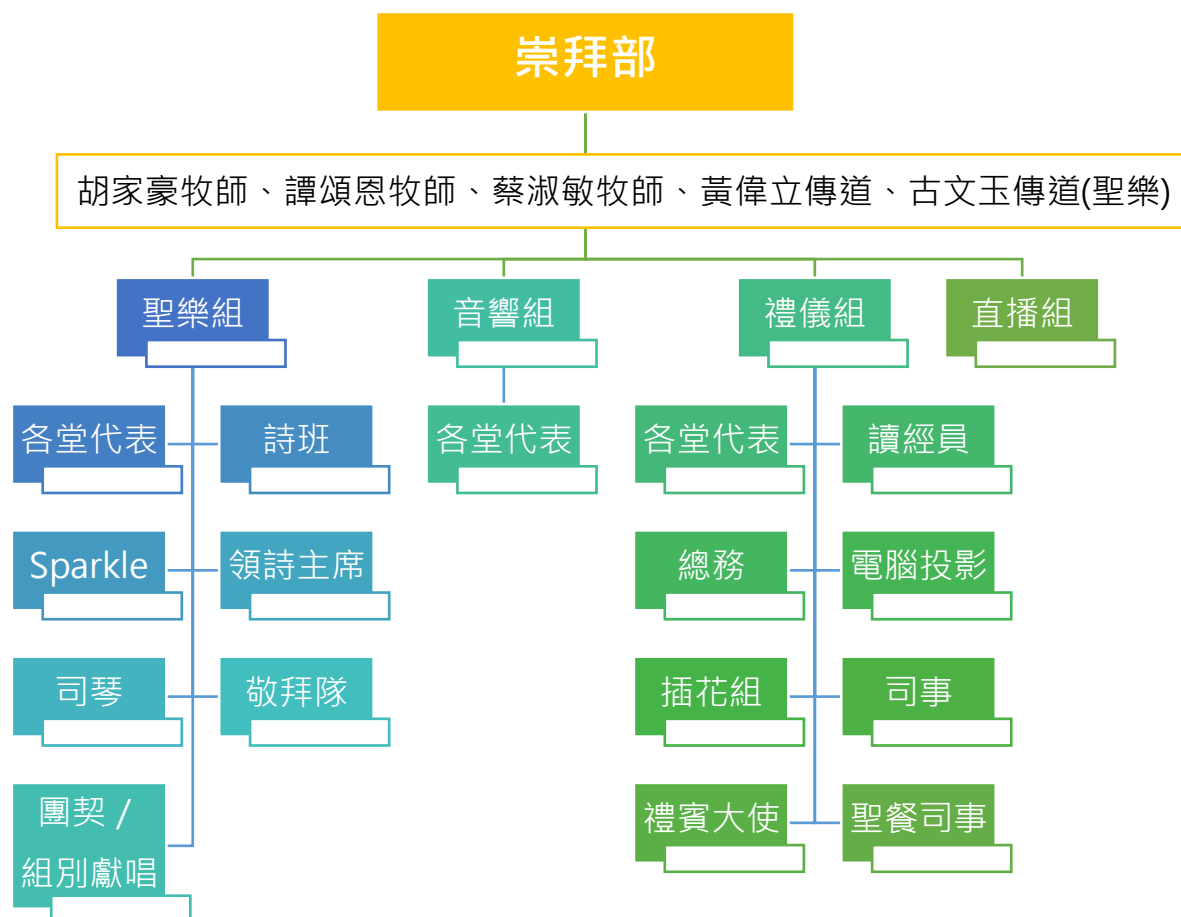 崇拜部
胡家豪牧師、譚頌恩牧師、蔡淑敏牧師、黃偉立傳道、古文玉傳道(聖樂)
聖樂組
音響組
禮儀組
直播組
各堂代表
詩班
各堂代表
各堂代表
讀經員
Sparkle
領詩主席
總務
電腦投影
司琴
敬拜隊
插花組
司事
團契 /
組別獻唱
禮賓大使
聖餐司事